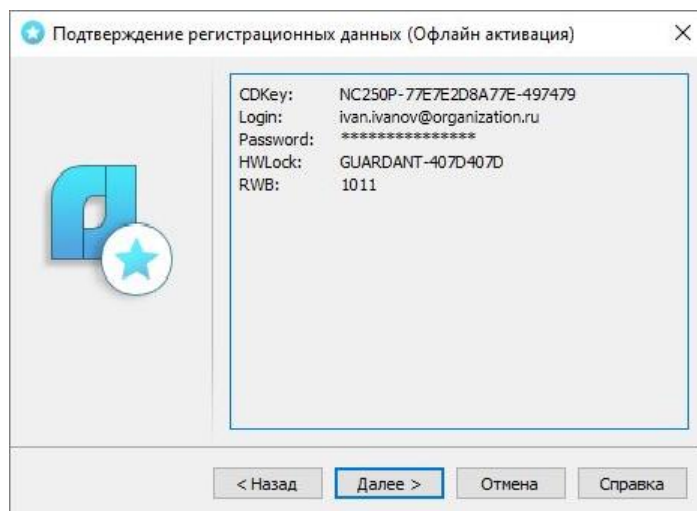 Подтверждение регистрационных данных (Офлайн активация)
CDKey: NC250P-77E7E2D8A77E-497479
Login: ivan.ivanov@organization.ru
Password: ***************
HWLock: GUARDANT-407D407D
RWB: 1011
< Назад Далее > Отмена Справка